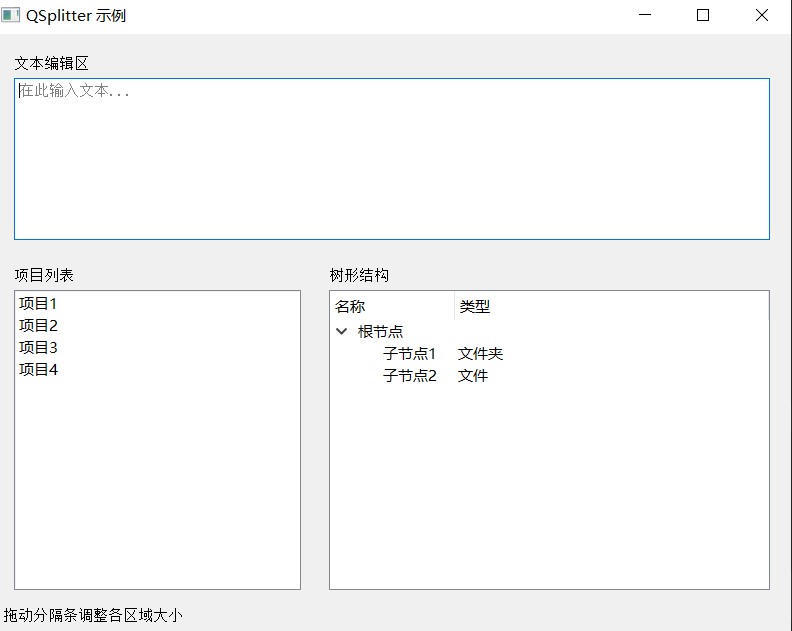 QSplitter 示例
文本编辑区
在此输入文本...
项目列表
项目1
项目2
项目3
项目4
树形结构
名称 类型
根节点
子节点1 文件夹
子节点2 文件
拖动分隔条调整各区域大小